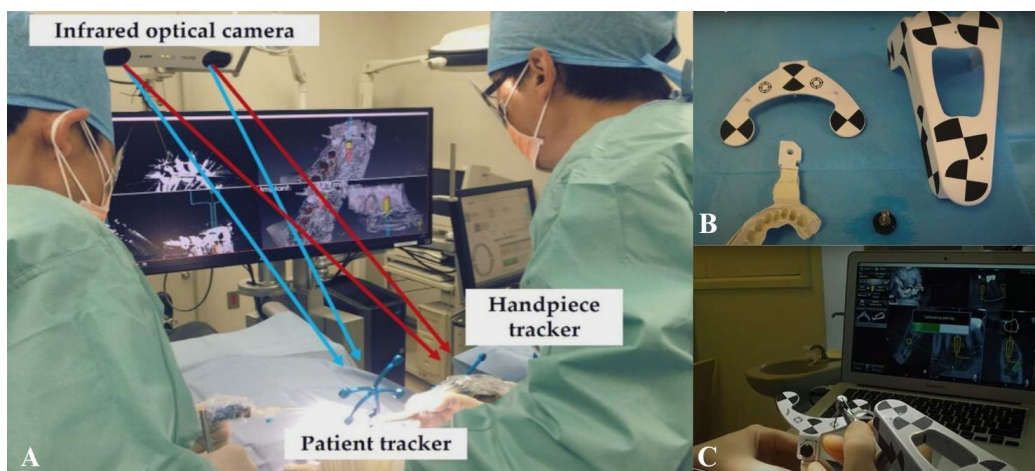 Infrared optical camera
Handpiece
tracker
Patient tracker
A
B
C